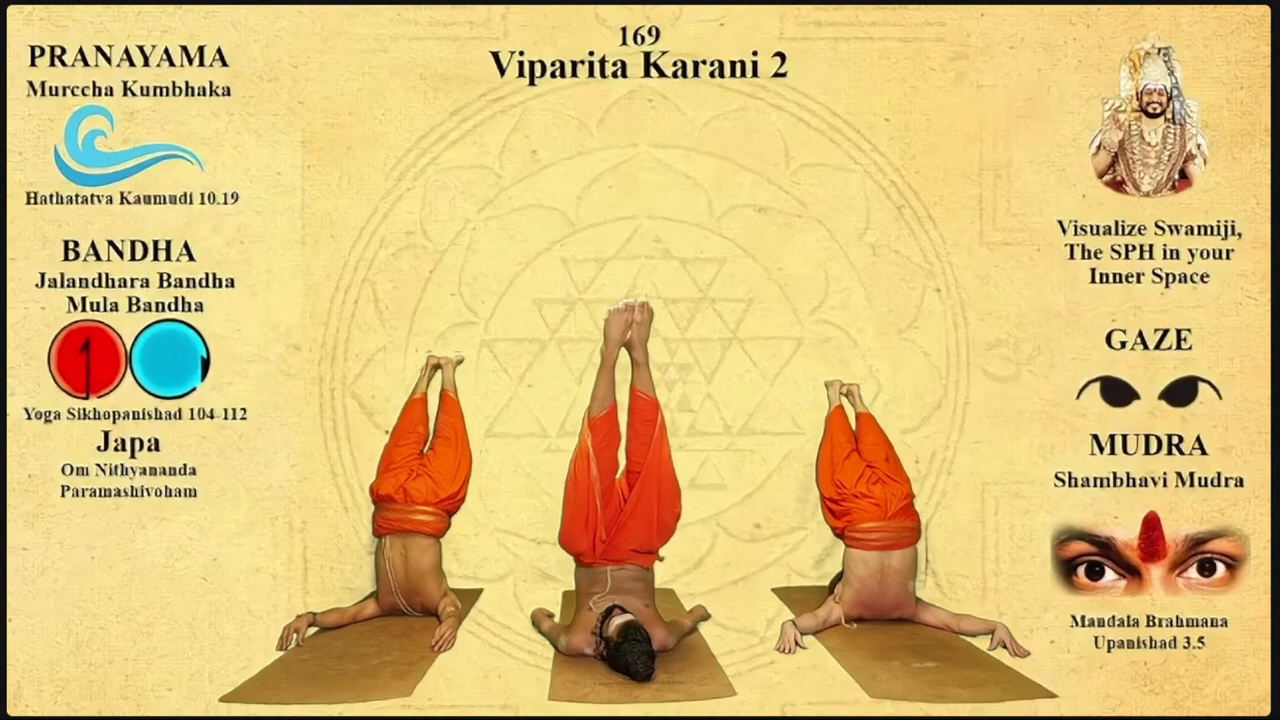 169
Viparita Karani 2
PRANAYAMA
Murccha Kumbhaka
Hathatatva Kaumudi 10.19
BANDHA
Jalandhara Bandha
Mula Bandha
Yoga Sikhopanishad 104-112
Japa
Om Nithyananda
Paramashivoham
Visualize Swamiji,
The SPH in your
Inner Space
GAZE
MUDRA
Shambhavi Mudra
Mandala Brahmana
Upanishad 3.5